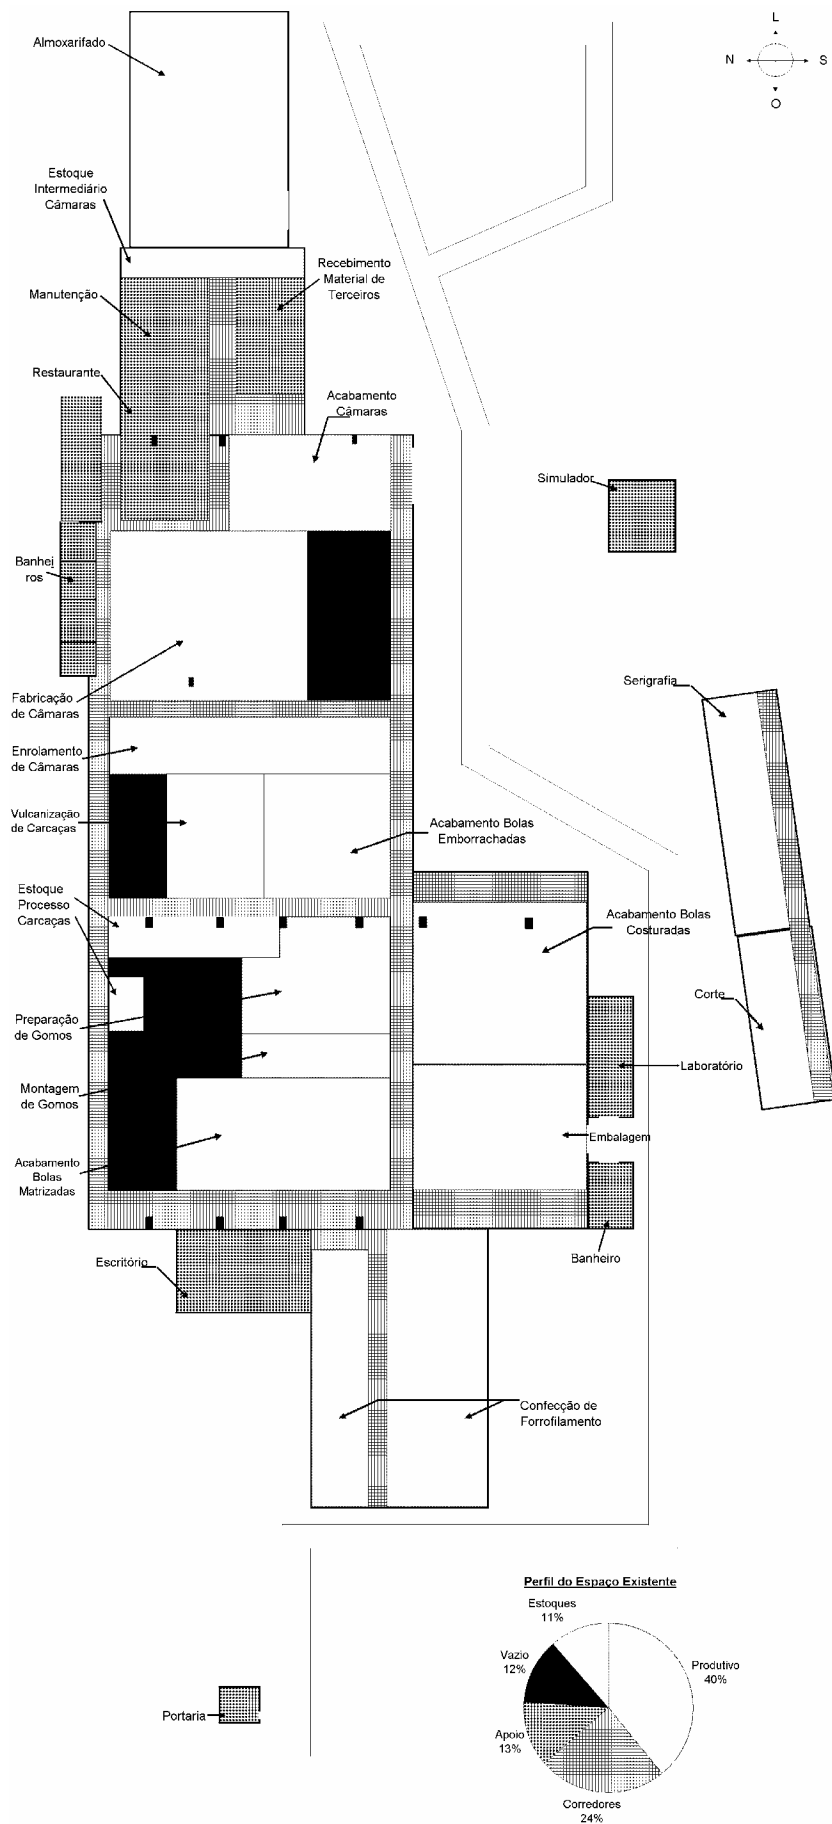 Almoxarifado
L
N
S
O
Estoque
Intermediário
Câmaras
Recebimento
Material de
Terceiros
Manutenção
Restaurante
Acabamento
Câmaras
Simulador
Banhei
ros
Serigrafia
Fabricação
de Câmaras
Enrolamento
de Câmaras
Vulcanização
de Carcaças
Acabamento Bolas
Emborrachadas
Estoque
Processo
Carcaças
Acabamento Bolas
Costuradas
Corte
Preparação
de Gomos
Laboratório
Montagem
de Gomos
Embalagem
Acabamento
Bolas
Matrizadas
Escritório
Banheiro
Confecção de
Forrofilamento
Perfil do Espaço Existente
Estoques
11%
Vazio
12%
Produtivo
40%
Portaria
Apoio
13%
Corredores
24%